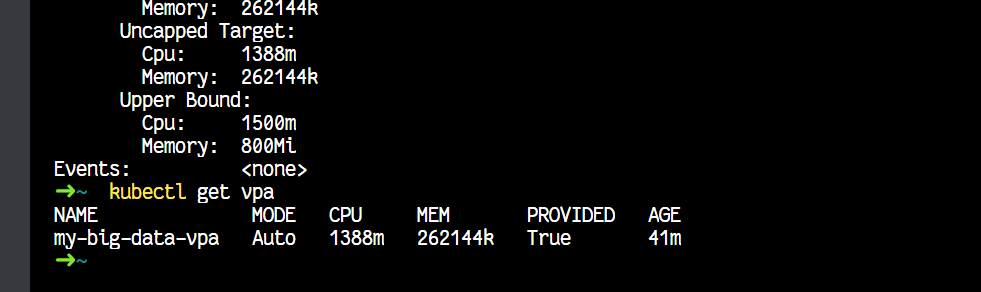 Memory:  262144k
Uncapped Target:
Cpu:     1388m
Memory:  262144k
Upper Bound:
Cpu:     1500m
Memory:  800Mi
Events:          <none>
➜~  kubectl get vpa
NAME              MODE   CPU     MEM       PROVIDED   AGE
my-big-data-vpa   Auto   1388m   262144k   True       41m
➜~